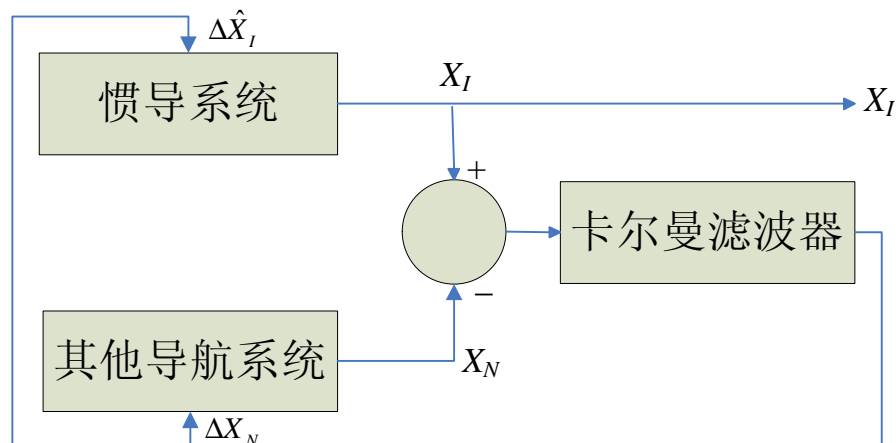 ΔX̂_I
惯导系统
X_I
X_I
+
卡尔曼滤波器
−
其他导航系统
X_N
ΔX_N